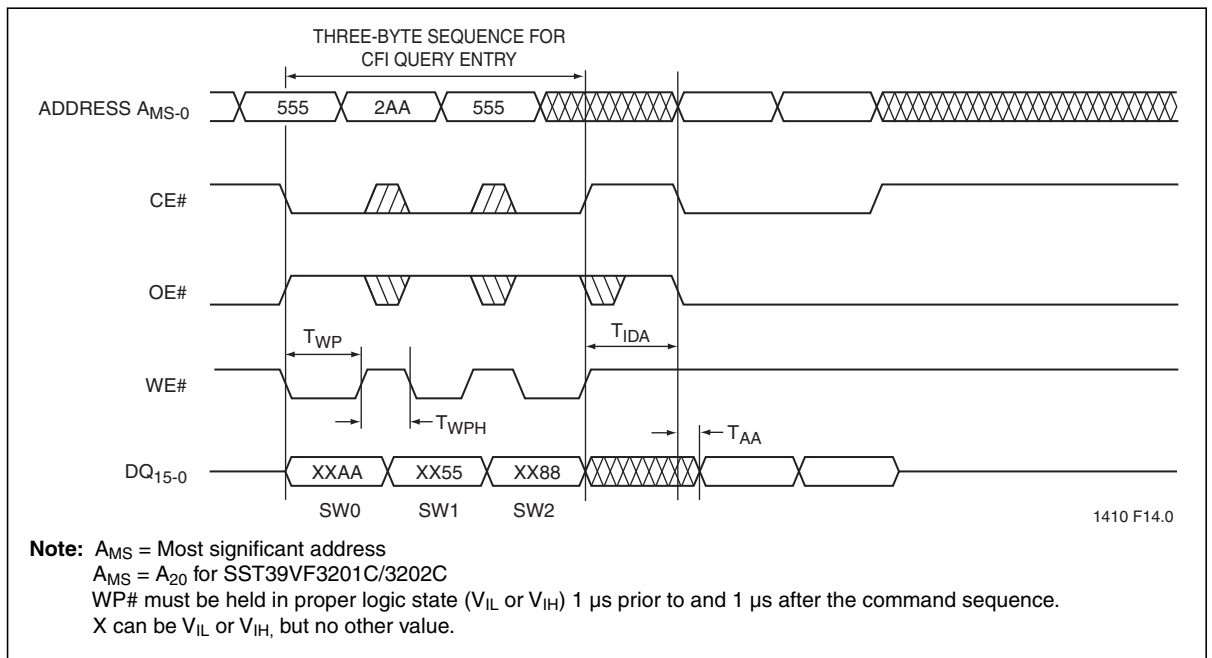 THREE-BYTE SEQUENCE FOR
CFI QUERY ENTRY
ADDRESS AMS-0
555 2AA 555
CE#
OE#
TWP
TIDA
WE#
TWPH
TAA
DQ15-0
XXAA XX55 XX88
SW0 SW1 SW2
1410 F14.0
Note: AMS = Most significant address
AMS = A20 for SST39VF3201C/3202C
WP# must be held in proper logic state (VIL or VIH) 1 µs prior to and 1 µs after the command sequence.
X can be VIL or VIH, but no other value.